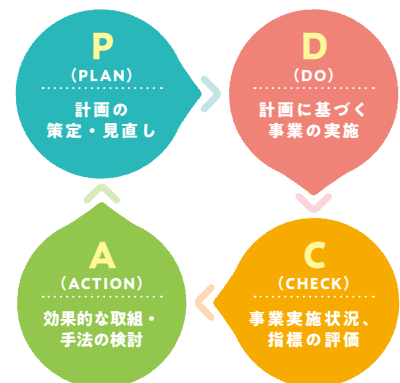 P
(PLAN)
計画の
策定・見直し
D
(DO)
計画に基づく
事業の実施
C
(CHECK)
事業実施状況、
指標の評価
A
(ACTION)
効果的な取組・
手法の検討